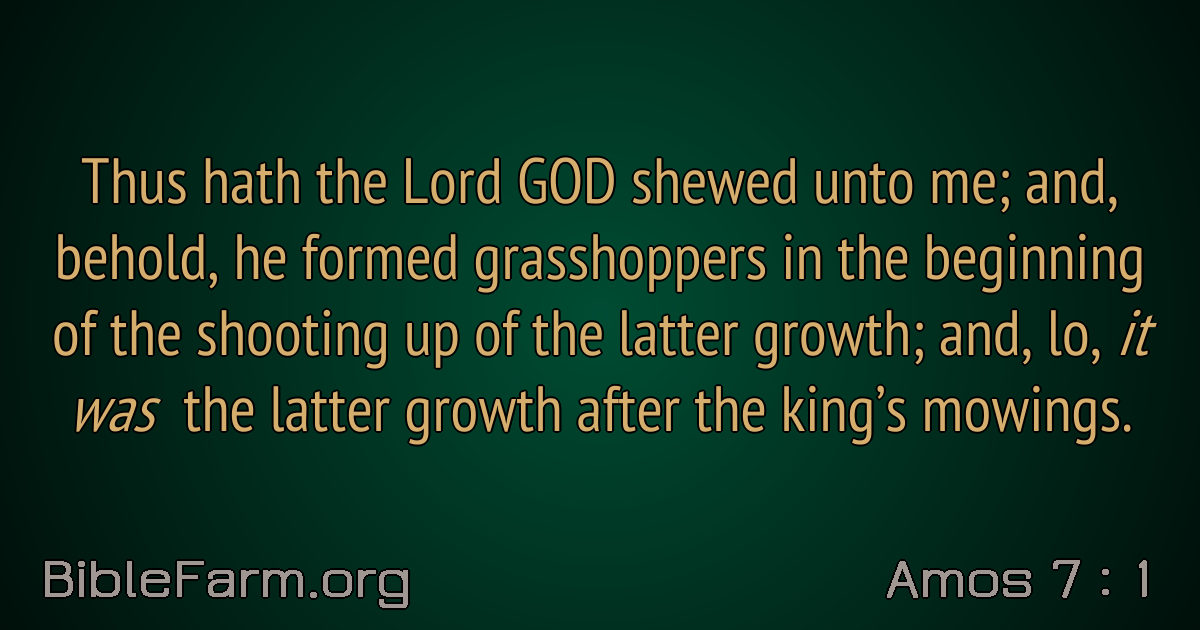 Thus hath the Lord GOD shewed unto me; and,
behold, he formed grasshoppers in the beginning
of the shooting up of the latter growth; and, lo, it
was the latter growth after the king’s mowings.
BibleFarm.org
Amos 7 : 1